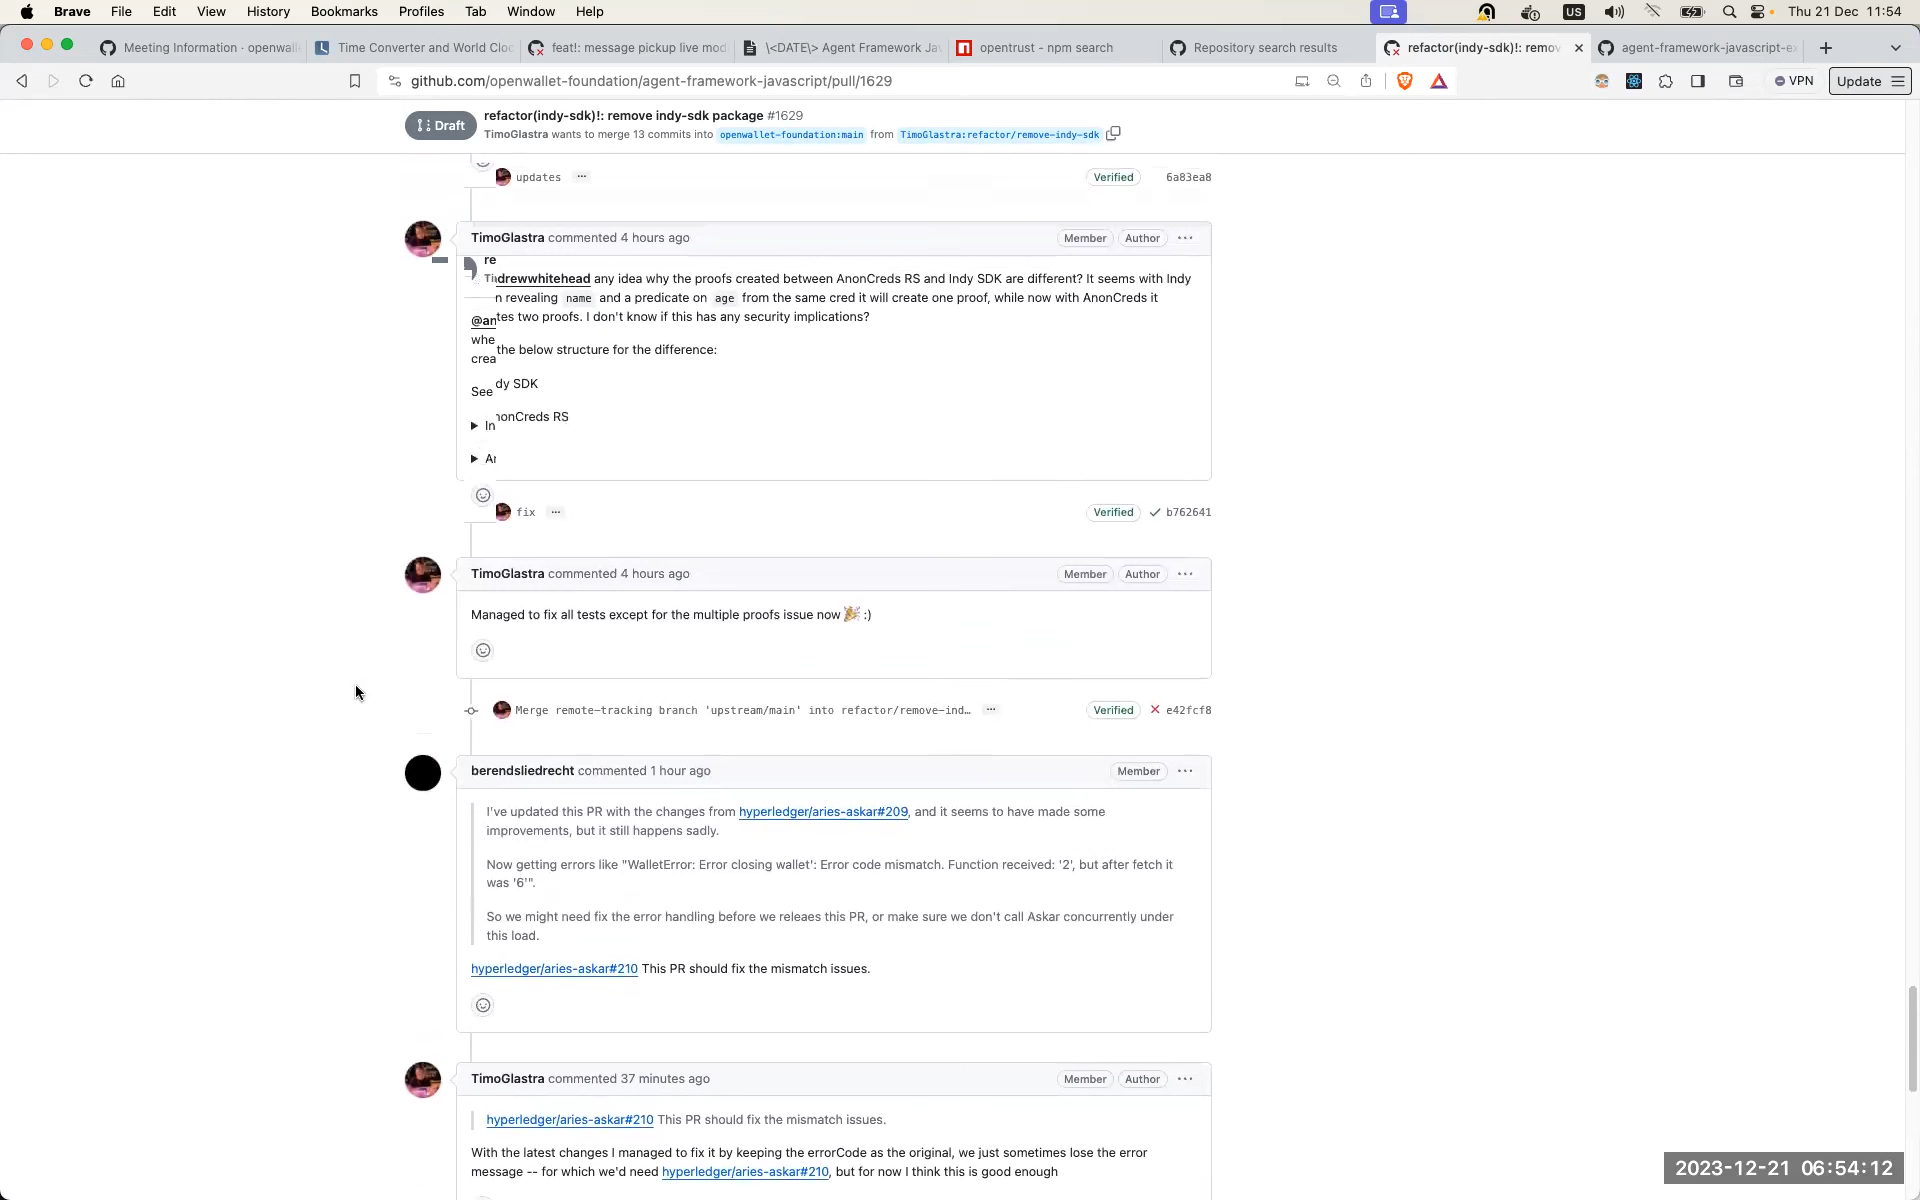 Brave File Edit View History Bookmarks Profiles Tab Window Help US Thu 21 Dec 11:54
Meeting Information · openwall Time Converter and World Cloc feat!: message pickup live mod \<DATE\> Agent Framework Jav opentrust - npm search Repository search results refactor(indy-sdk)!: remov agent-framework-javascript-ex
github.com/openwallet-foundation/agent-framework-javascript/pull/1629 VPN Update
Draft refactor(indy-sdk)!: remove indy-sdk package #1629
TimoGlastra wants to merge 13 commits into openwallet-foundation:main from TimoGlastra:refactor/remove-indy-sdk
updates ··· Verified 6a83ea8
TimoGlastra commented 4 hours ago Member Author ···
re
Ti
drewwhitehead any idea why the proofs created between AnonCreds RS and Indy SDK are different? It seems with Indy
n revealing name and a predicate on age from the same cred it will create one proof, while now with AnonCreds it
@an
tes two proofs. I don't know if this has any security implications?
whe
the below structure for the difference:
crea
dy SDK
See
nonCreds RS
In
Ar
fix ··· Verified b762641
TimoGlastra commented 4 hours ago Member Author ···
Managed to fix all tests except for the multiple proofs issue now 🎉 :)
Merge remote-tracking branch 'upstream/main' into refactor/remove-ind… ··· Verified e42fcf8
berendsliedrecht commented 1 hour ago Member ···
I've updated this PR with the changes from hyperledger/aries-askar#209, and it seems to have made some
improvements, but it still happens sadly.
Now getting errors like "WalletError: Error closing wallet': Error code mismatch. Function received: '2', but after fetch it
was '6'".
So we might need fix the error handling before we releaes this PR, or make sure we don't call Askar concurrently under
this load.
hyperledger/aries-askar#210 This PR should fix the mismatch issues.
TimoGlastra commented 37 minutes ago Member Author ···
hyperledger/aries-askar#210 This PR should fix the mismatch issues.
With the latest changes I managed to fix it by keeping the errorCode as the original, we just sometimes lose the error
message -- for which we'd need hyperledger/aries-askar#210, but for now I think this is good enough
2023-12-21 06:54:12